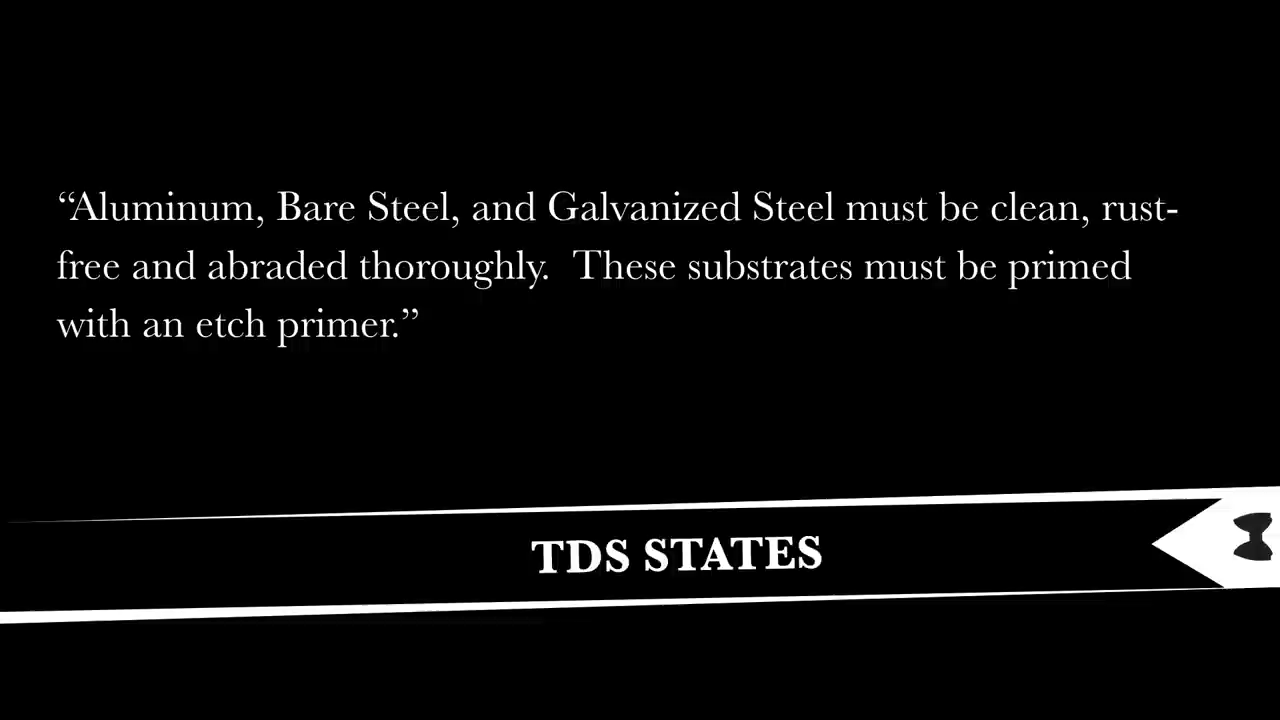 “Aluminum, Bare Steel, and Galvanized Steel must be clean, rust-
free and abraded thoroughly.  These substrates must be primed
with an etch primer.”
TDS STATES